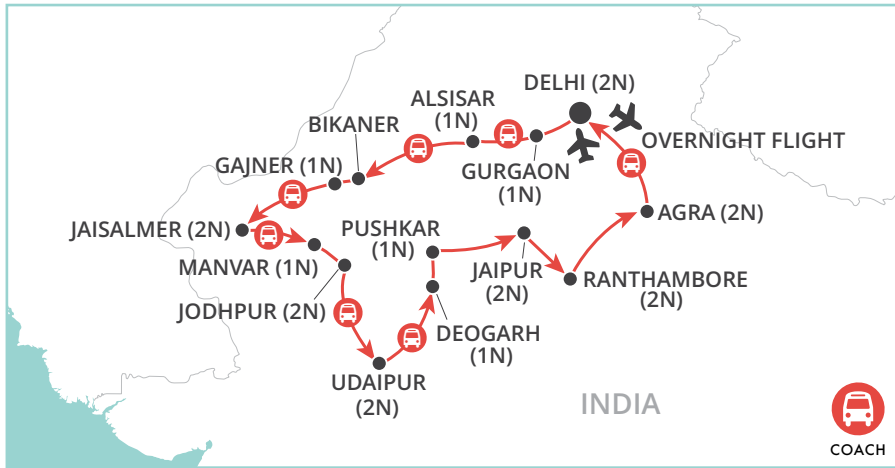 DELHI (2N)
ALSISAR
(1N)
OVERNIGHT FLIGHT
BIKANER
GURGAON
(1N)
GAJNER (1N)
AGRA (2N)
JAISALMER (2N)
PUSHKAR
(1N)
MANVAR (1N)
JAIPUR
(2N)
RANTHAMBORE
(2N)
JODHPUR (2N)
DEOGARH
(1N)
UDAIPUR
(2N)
INDIA
COACH